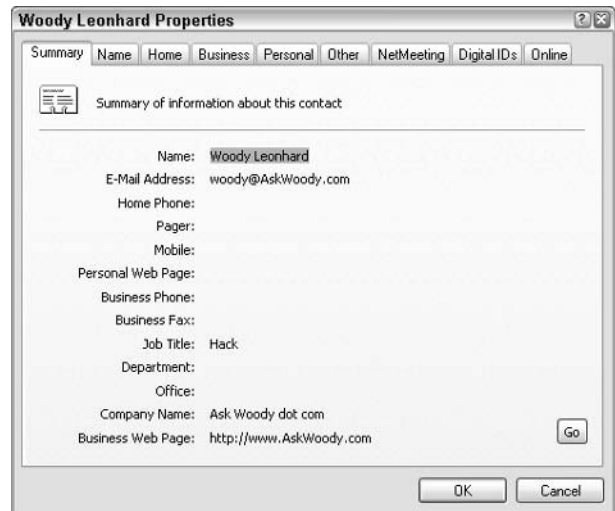 Woody Leonhard Properties
Summary Name Home Business Personal Other NetMeeting Digital IDs Online
Summary of information about this contact
Name: Woody Leonhard
E-Mail Address: woody@AskWoody.com
Home Phone:
Pager:
Mobile:
Personal Web Page:
Business Phone:
Business Fax:
Job Title: Hack
Department:
Office:
Company Name: Ask Woody dot com
Business Web Page: http://www.AskWoody.com
Go
OK Cancel